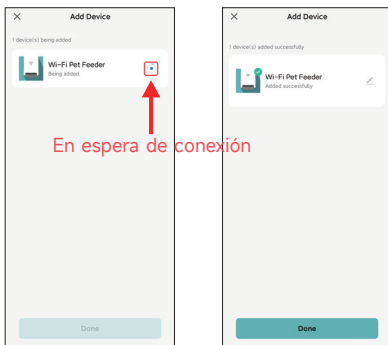 Add Device
1 device(s) being added
Wi-Fi Pet Feeder
Being added
En espera de conexión
Done
Add Device
1 device(s) added successfully
Wi-Fi Pet Feeder
Added successfully
Done